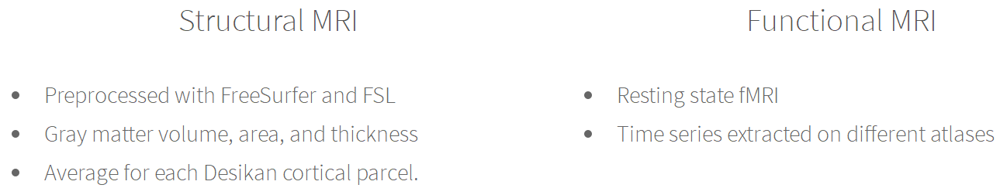 Structural MRI
• Preprocessed with FreeSurfer and FSL
• Gray matter volume, area, and thickness
• Average for each Desikan cortical parcel.
Functional MRI
• Resting state fMRI
• Time series extracted on different atlases